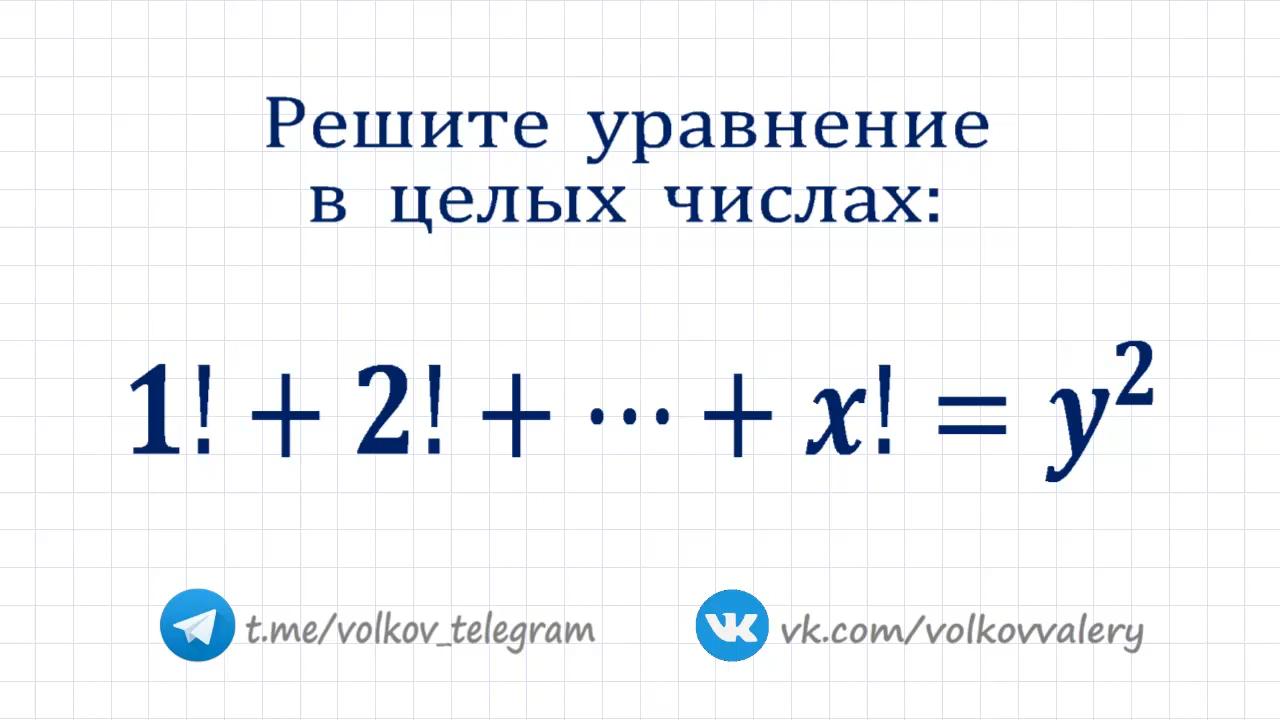 Решите уравнение
в целых числах:
1! + 2! + ⋯ + x! = y²
t.me/volkov_telegram
vk.com/volkovvalery